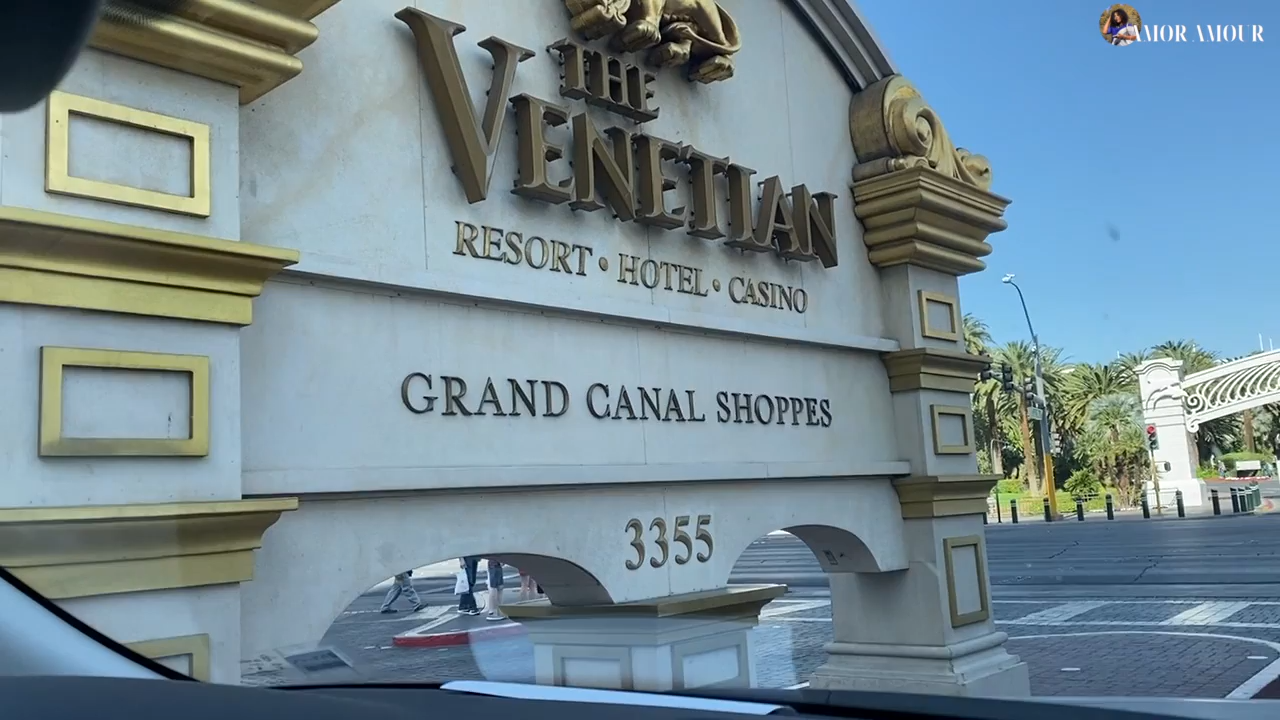 AMOR AMOUR
THE
VENETIAN
RESORT • HOTEL • CASINO
GRAND CANAL SHOPPES
3355